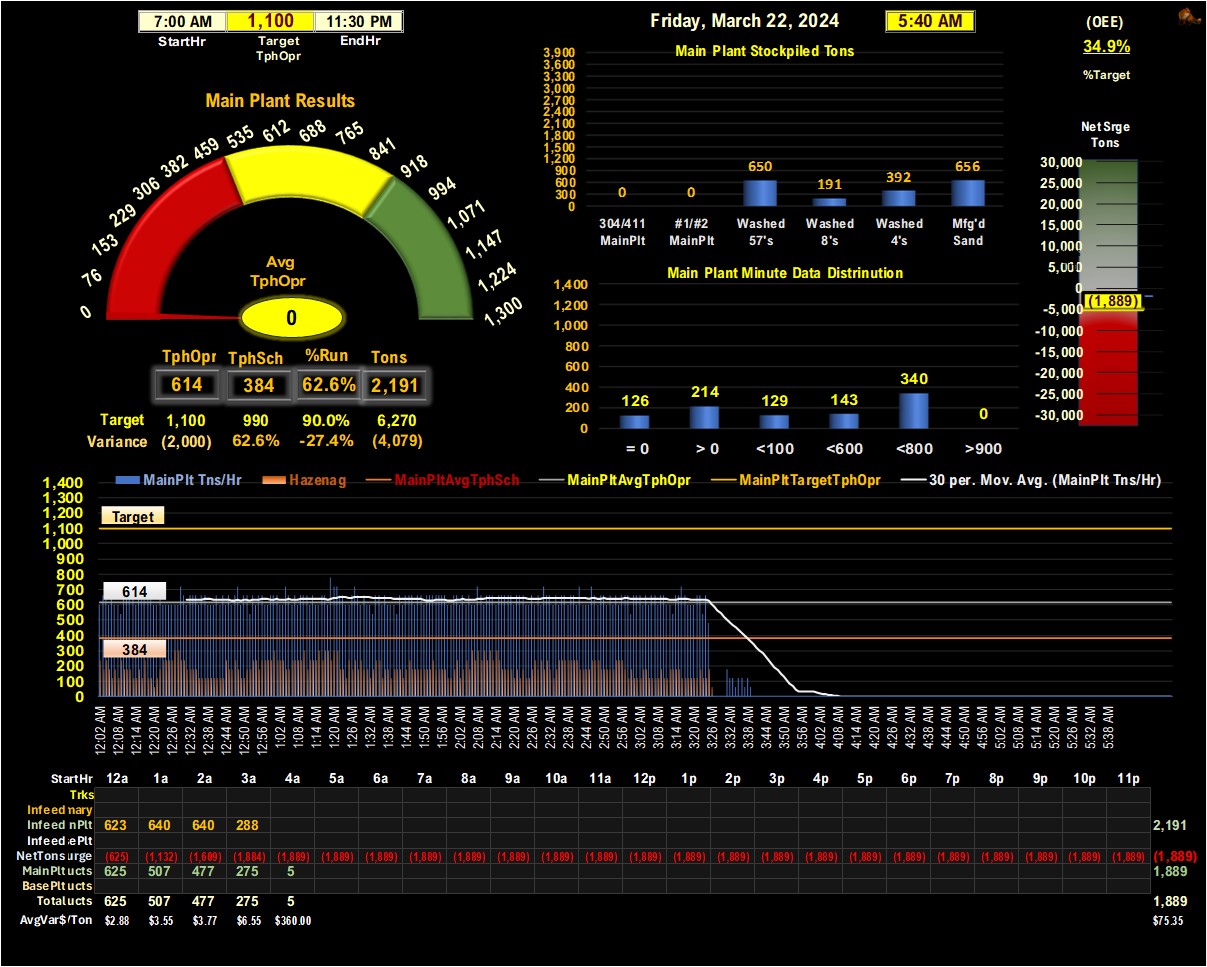 7:00 AM 1,100 11:30 PM
StartHr Target TphOpr EndHr
Friday, March 22, 2024 5:40 AM
(OEE)
34.9%
%Target
Main Plant Results
0 76 153 229 306 382 459 535 612 688 765 841 918 994 1,071 1,147 1,224 1,300
Avg
TphOpr
0
TphOpr TphSch %Run Tons
614 384 62.6% 2,191
Target 1,100 990 90.0% 6,270
Variance (2,000) 62.6% -27.4% (4,079)
Main Plant Stockpiled Tons
3,900
3,600
3,300
3,000
2,700
2,400
2,100
1,800
1,500
1,200
900
600
300
0
0 0 650 191 392 656
304/411 #1/#2 Washed Washed Washed Mfg'd
MainPlt MainPlt 57's 8's 4's Sand
Main Plant Minute Data Distrinution
1,400
1,200
1,000
800
600
400
200
0
126 214 129 143 340 0
= 0 > 0 <100 <600 <800 >900
Net Srge
Tons
30,000
25,000
20,000
15,000
10,000
5,000
0
(1,889)
-5,000
-10,000
-15,000
-20,000
-25,000
-30,000
MainPlt Tns/Hr Hazenag MainPltAvgTphSch MainPltAvgTphOpr MainPltTargetTphOpr 30 per. Mov. Avg. (MainPlt Tns/Hr)
1,400
1,300
1,200
1,100
1,000
900
800
700
600
500
400
300
200
100
0
Target
614
384
12:02 AM 12:08 AM 12:14 AM 12:20 AM 12:26 AM 12:32 AM 12:38 AM 12:44 AM 12:50 AM 12:56 AM 1:02 AM 1:08 AM 1:14 AM 1:20 AM 1:26 AM 1:32 AM 1:38 AM 1:44 AM 1:50 AM 1:56 AM 2:02 AM 2:08 AM 2:14 AM 2:20 AM 2:26 AM 2:32 AM 2:38 AM 2:44 AM 2:50 AM 2:56 AM 3:02 AM 3:08 AM 3:14 AM 3:20 AM 3:26 AM 3:32 AM 3:38 AM 3:44 AM 3:50 AM 3:56 AM 4:02 AM 4:08 AM 4:14 AM 4:20 AM 4:26 AM 4:32 AM 4:38 AM 4:44 AM 4:50 AM 4:56 AM 5:02 AM 5:08 AM 5:14 AM 5:20 AM 5:26 AM 5:32 AM 5:38 AM
StartHr 12a 1a 2a 3a 4a 5a 6a 7a 8a 9a 10a 11a 12p 1p 2p 3p 4p 5p 6p 7p 8p 9p 10p 11p
Trks
Infeed nary
Infeed nPlt 623 640 640 288 2,191
Infeed ePlt
NetTons urge (625) (1,132) (1,609) (1,884) (1,889) (1,889) (1,889) (1,889) (1,889) (1,889) (1,889) (1,889) (1,889) (1,889) (1,889) (1,889) (1,889) (1,889) (1,889) (1,889) (1,889) (1,889) (1,889) (1,889) (1,889)
MainPlt ucts 625 507 477 275 5 1,889
BasePlt ucts
Total ucts 625 507 477 275 5 1,889
AvgVar$/Ton $2.88 $3.55 $3.77 $6.55 $360.00 $75.35